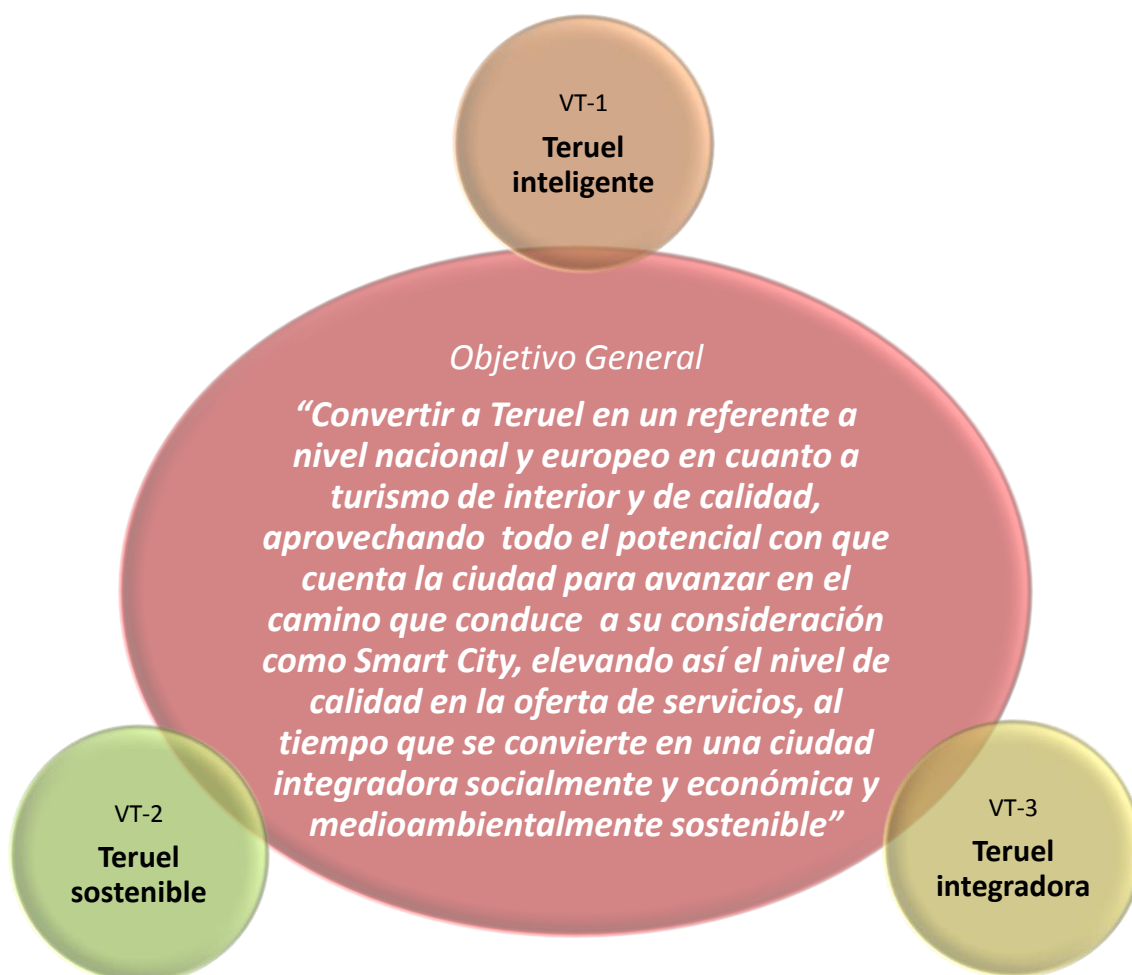 VT-1
Teruel
inteligente
Objetivo General
“Convertir a Teruel en un referente a
nivel nacional y europeo en cuanto a
turismo de interior y de calidad,
aprovechando  todo el potencial con que
cuenta la ciudad para avanzar en el
camino que conduce  a su consideración
como Smart City, elevando así el nivel de
calidad en la oferta de servicios, al
tiempo que se convierte en una ciudad
integradora socialmente y económica y
medioambientalmente sostenible”
VT-2
Teruel
sostenible
VT-3
Teruel
integradora